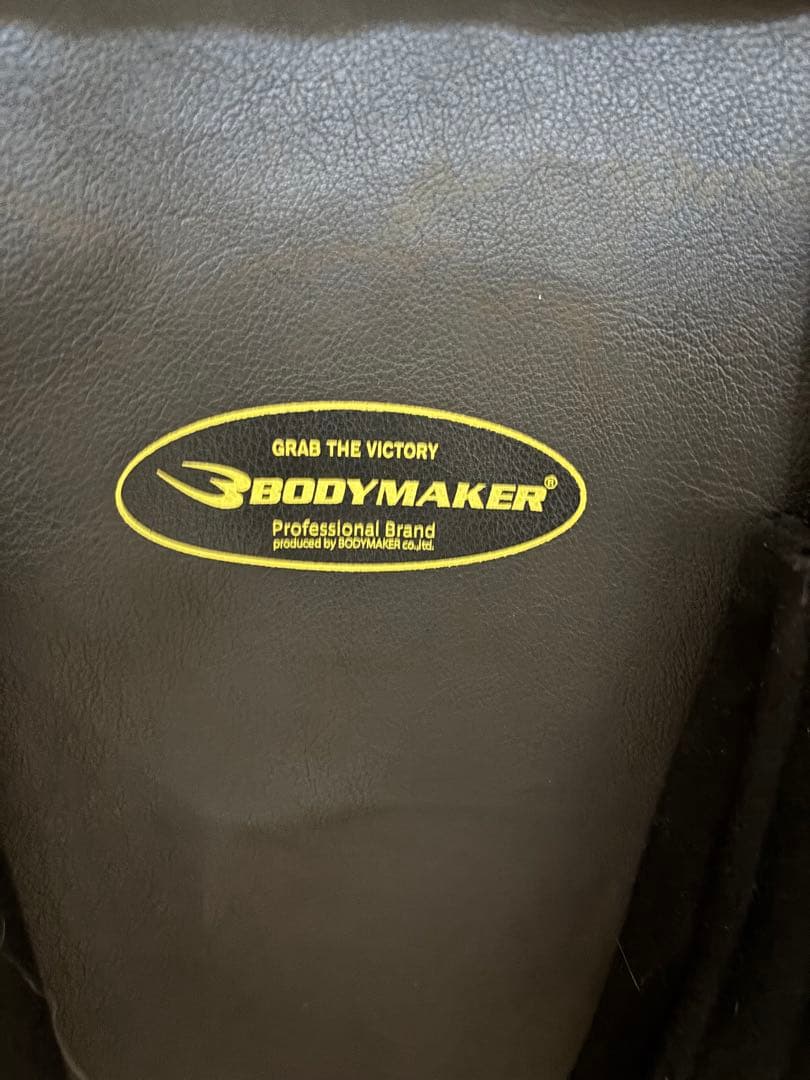 GRAB THE VICTORY
BODYMAKER®
Professional Brand
produced by BODYMAKER co.,ltd.